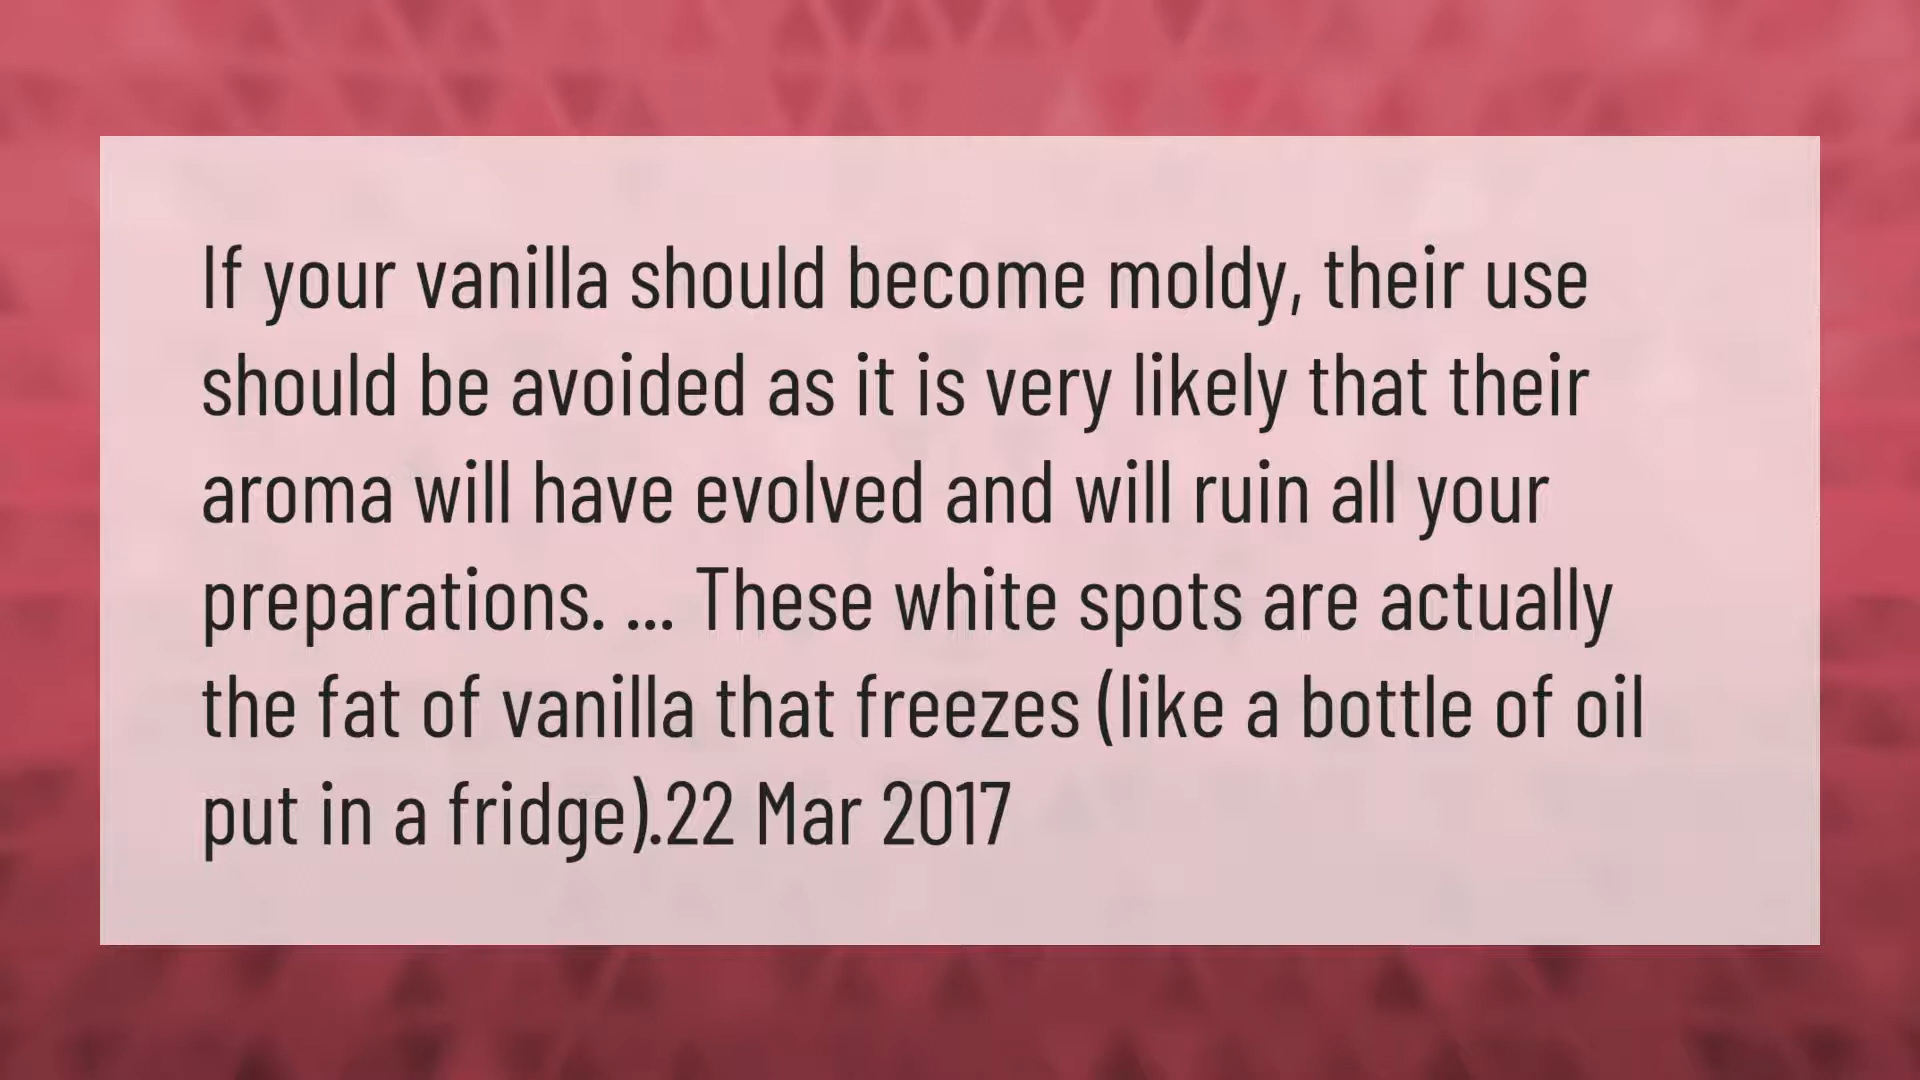 If your vanilla should become moldy, their use
should be avoided as it is very likely that their
aroma will have evolved and will ruin all your
preparations. ... These white spots are actually
the fat of vanilla that freezes (like a bottle of oil
put in a fridge).22 Mar 2017